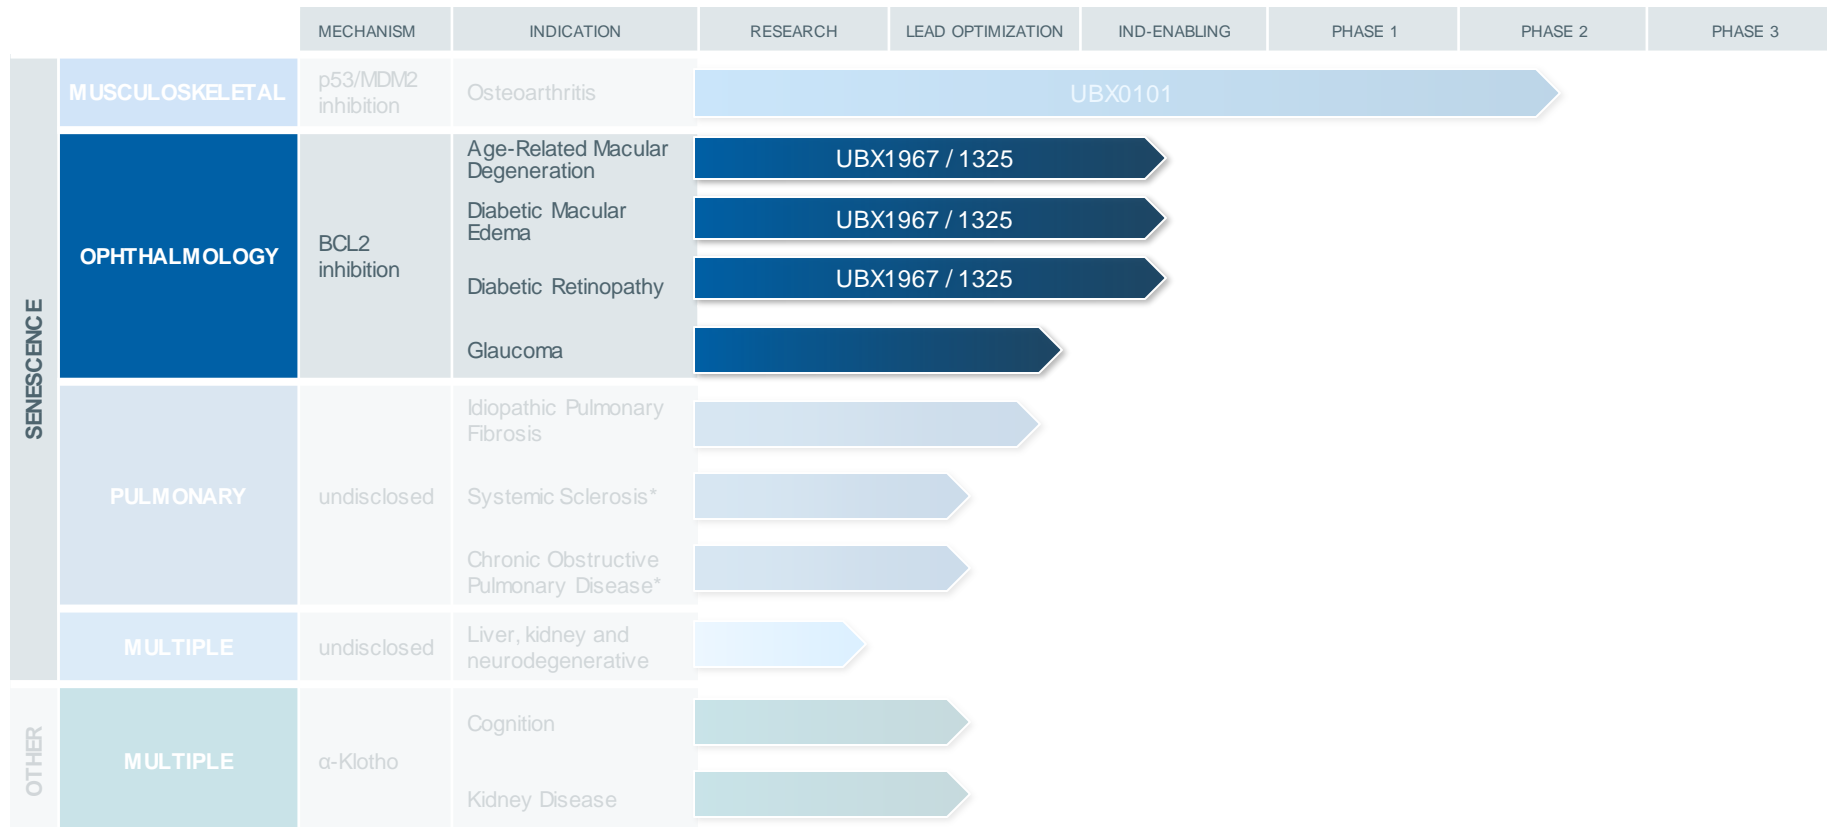 MECHANISM
INDICATION
RESEARCH
LEAD OPTIMIZATION
IND-ENABLING
PHASE 1
PHASE 2
PHASE 3
SENESCENCE
MUSCULOSKELETAL
p53/MDM2
inhibition
Osteoarthritis
UBX0101
OPHTHALMOLOGY
BCL2
inhibition
Age-Related Macular
Degeneration
UBX1967 / 1325
Diabetic Macular
Edema
UBX1967 / 1325
Diabetic Retinopathy
UBX1967 / 1325
Glaucoma
PULMONARY
undisclosed
Idiopathic Pulmonary
Fibrosis
Systemic Sclerosis*
Chronic Obstructive
Pulmonary Disease*
MULTIPLE
undisclosed
Liver, kidney and
neurodegenerative
OTHER
MULTIPLE
α-Klotho
Cognition
Kidney Disease